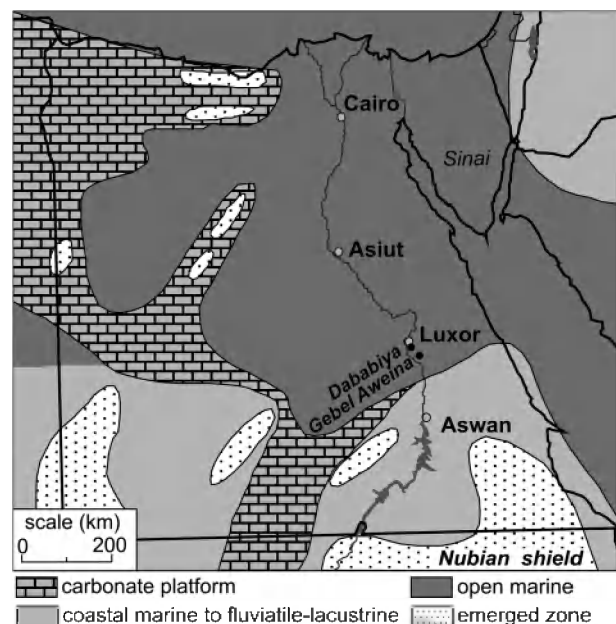 Cairo
Sinai
Asiut
Luxor
Dababiya
Gebel Aweina
Aswan
scale (km)
0 200
Nubian shield
carbonate platform
open marine
coastal marine to fluviatile-lacustrine
emerged zone